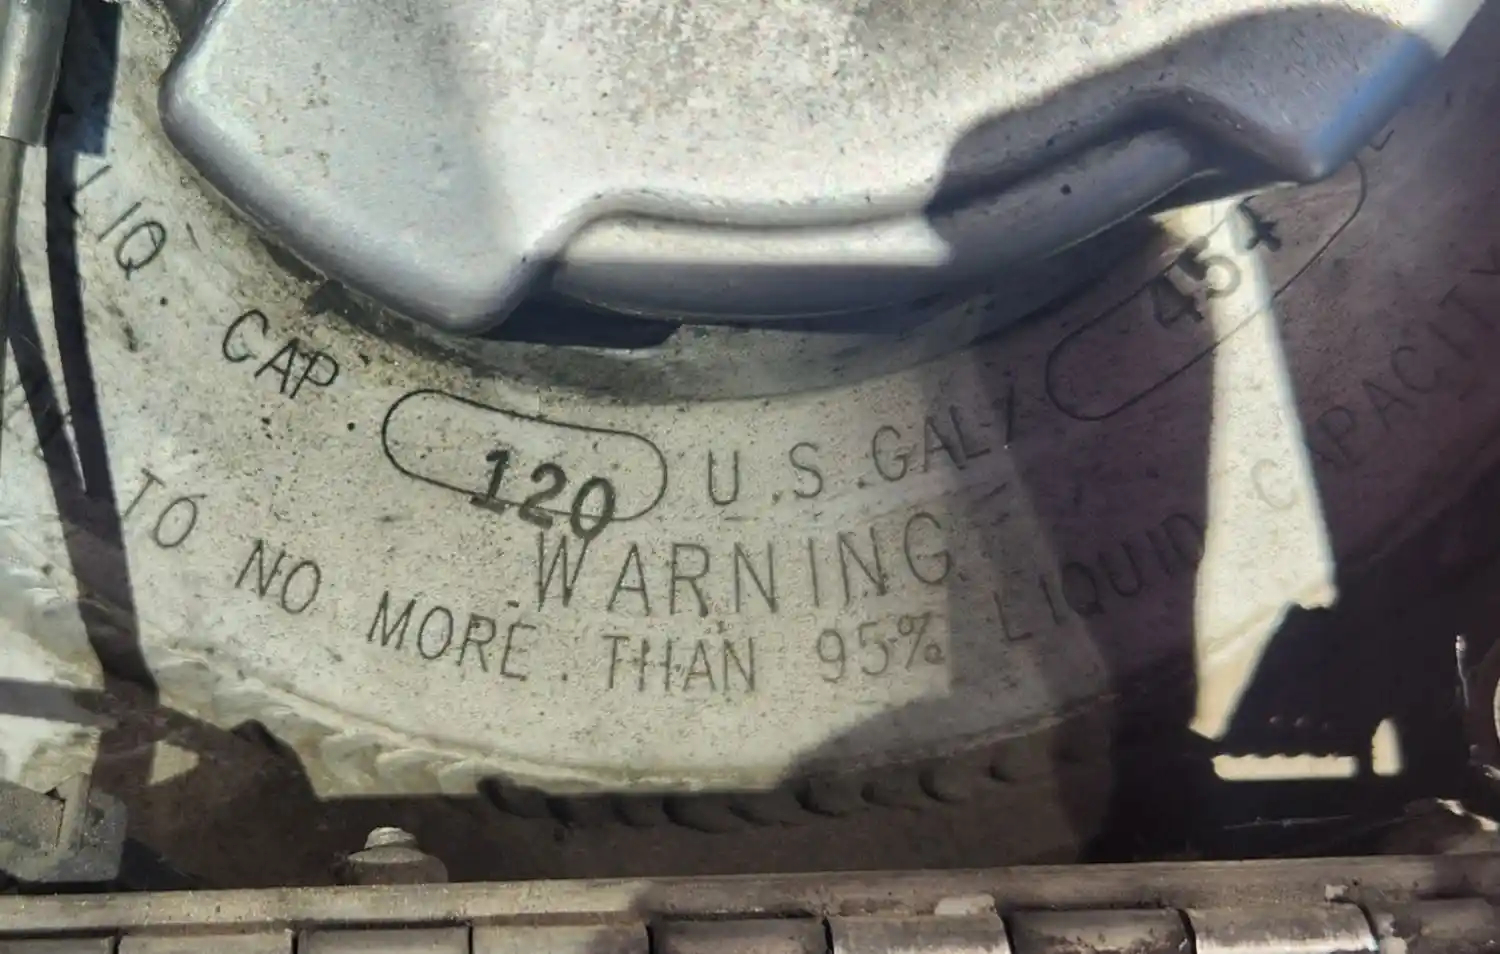 LIQ. CAP. 120 U.S.GAL/ 454
WARNING
TO NO MORE THAN 95% LIQUID CAPACITY